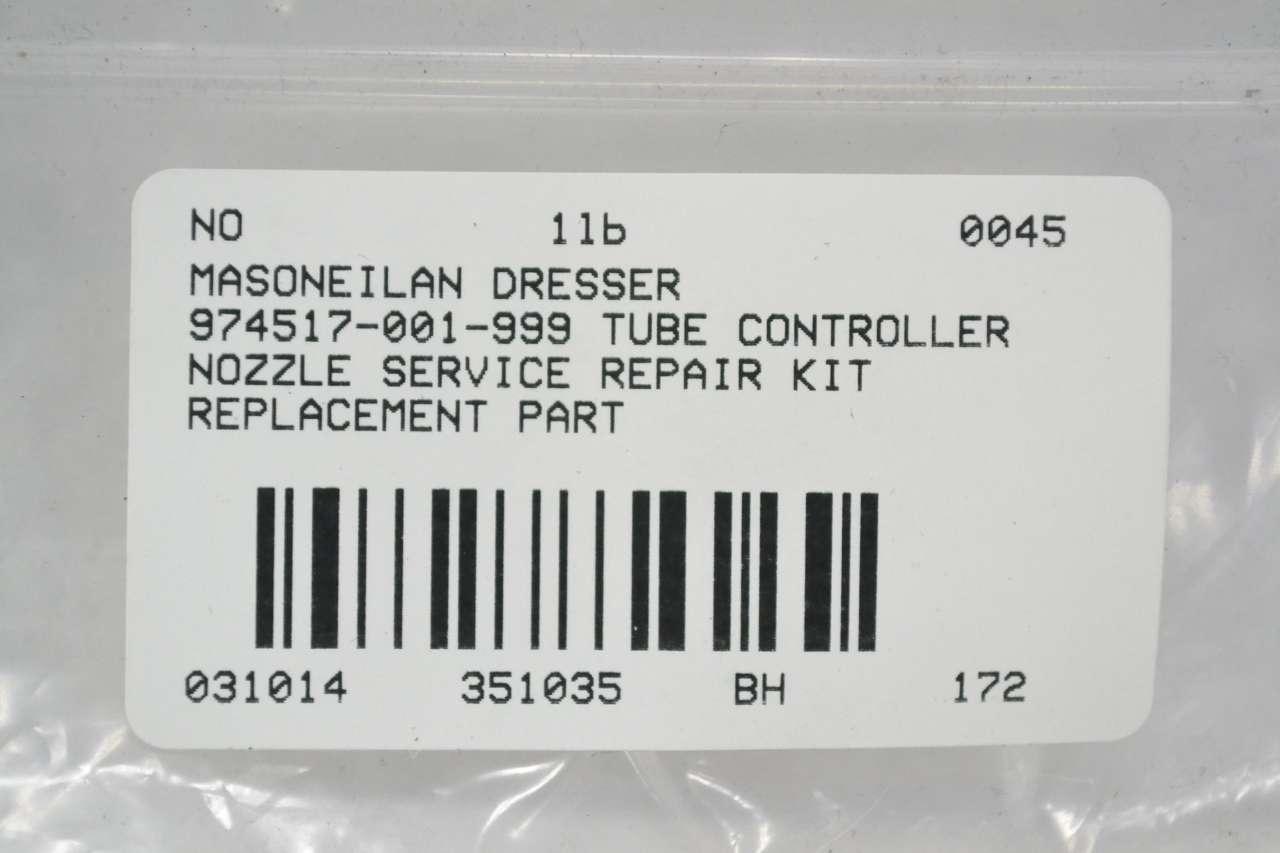 NO 1lb 0045
MASONEILAN DRESSER
974517-001-999 TUBE CONTROLLER
NOZZLE SERVICE REPAIR KIT
REPLACEMENT PART
031014 351035 BH 172